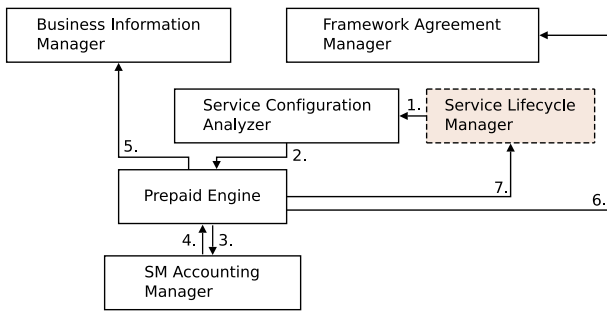 Business Information
Manager
Framework Agreement
Manager
Service Configuration
Analyzer
1.
Service Lifecycle
Manager
5.
2.
Prepaid Engine
7.
6.
4.
3.
SM Accounting
Manager